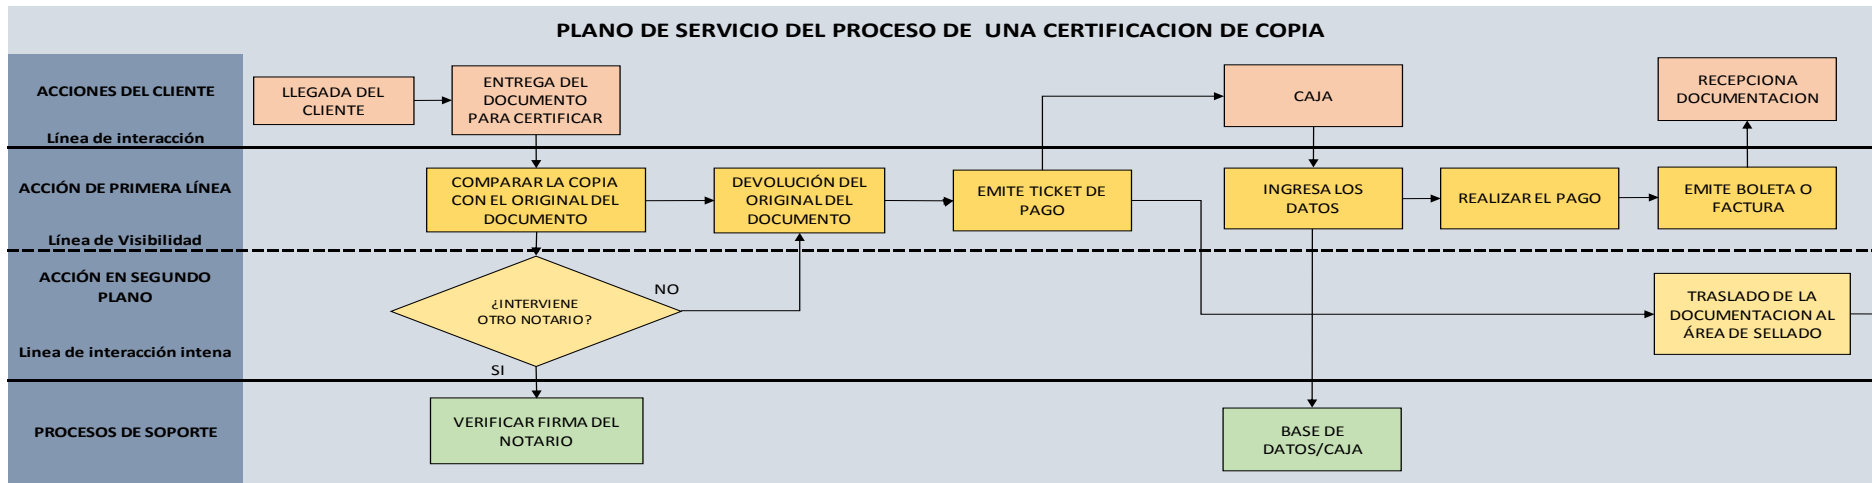 PLANO DE SERVICIO DEL PROCESO DE UNA CERTIFICACION DE COPIA
ACCIONES DEL CLIENTE
LLEGADA DEL
CLIENTE
ENTREGA DEL
DOCUMENTO
PARA CERTIFICAR
CAJA
RECEPCIONA
DOCUMENTACION
Línea de interacción
ACCIÓN DE PRIMERA LÍNEA
COMPARAR LA COPIA
CON EL ORIGINAL DEL
DOCUMENTO
DEVOLUCIÓN DEL
ORIGINAL DEL
DOCUMENTO
EMITE TICKET DE
PAGO
INGRESA LOS
DATOS
REALIZAR EL PAGO
EMITE BOLETA O
FACTURA
Línea de Visibilidad
ACCIÓN EN SEGUNDO
PLANO
¿INTERVIENE
OTRO NOTARIO?
NO
SI
TRASLADO DE LA
DOCUMENTACION AL
ÁREA DE SELLADO
Linea de interacción intena
PROCESOS DE SOPORTE
VERIFICAR FIRMA DEL
NOTARIO
BASE DE
DATOS/CAJA